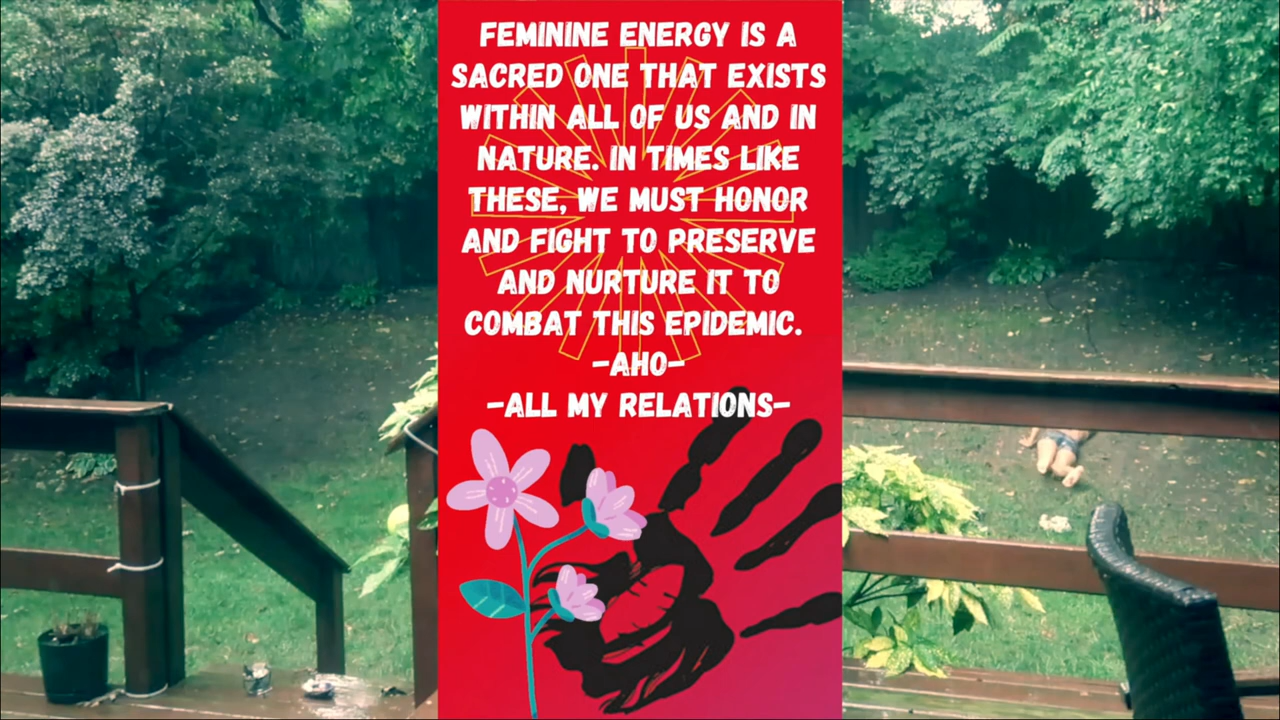 FEMININE ENERGY IS A
SACRED ONE THAT EXISTS
WITHIN ALL OF US AND IN
NATURE. IN TIMES LIKE
THESE, WE MUST HONOR
AND FIGHT TO PRESERVE
AND NURTURE IT TO
COMBAT THIS EPIDEMIC.
-AHO-
-ALL MY RELATIONS-